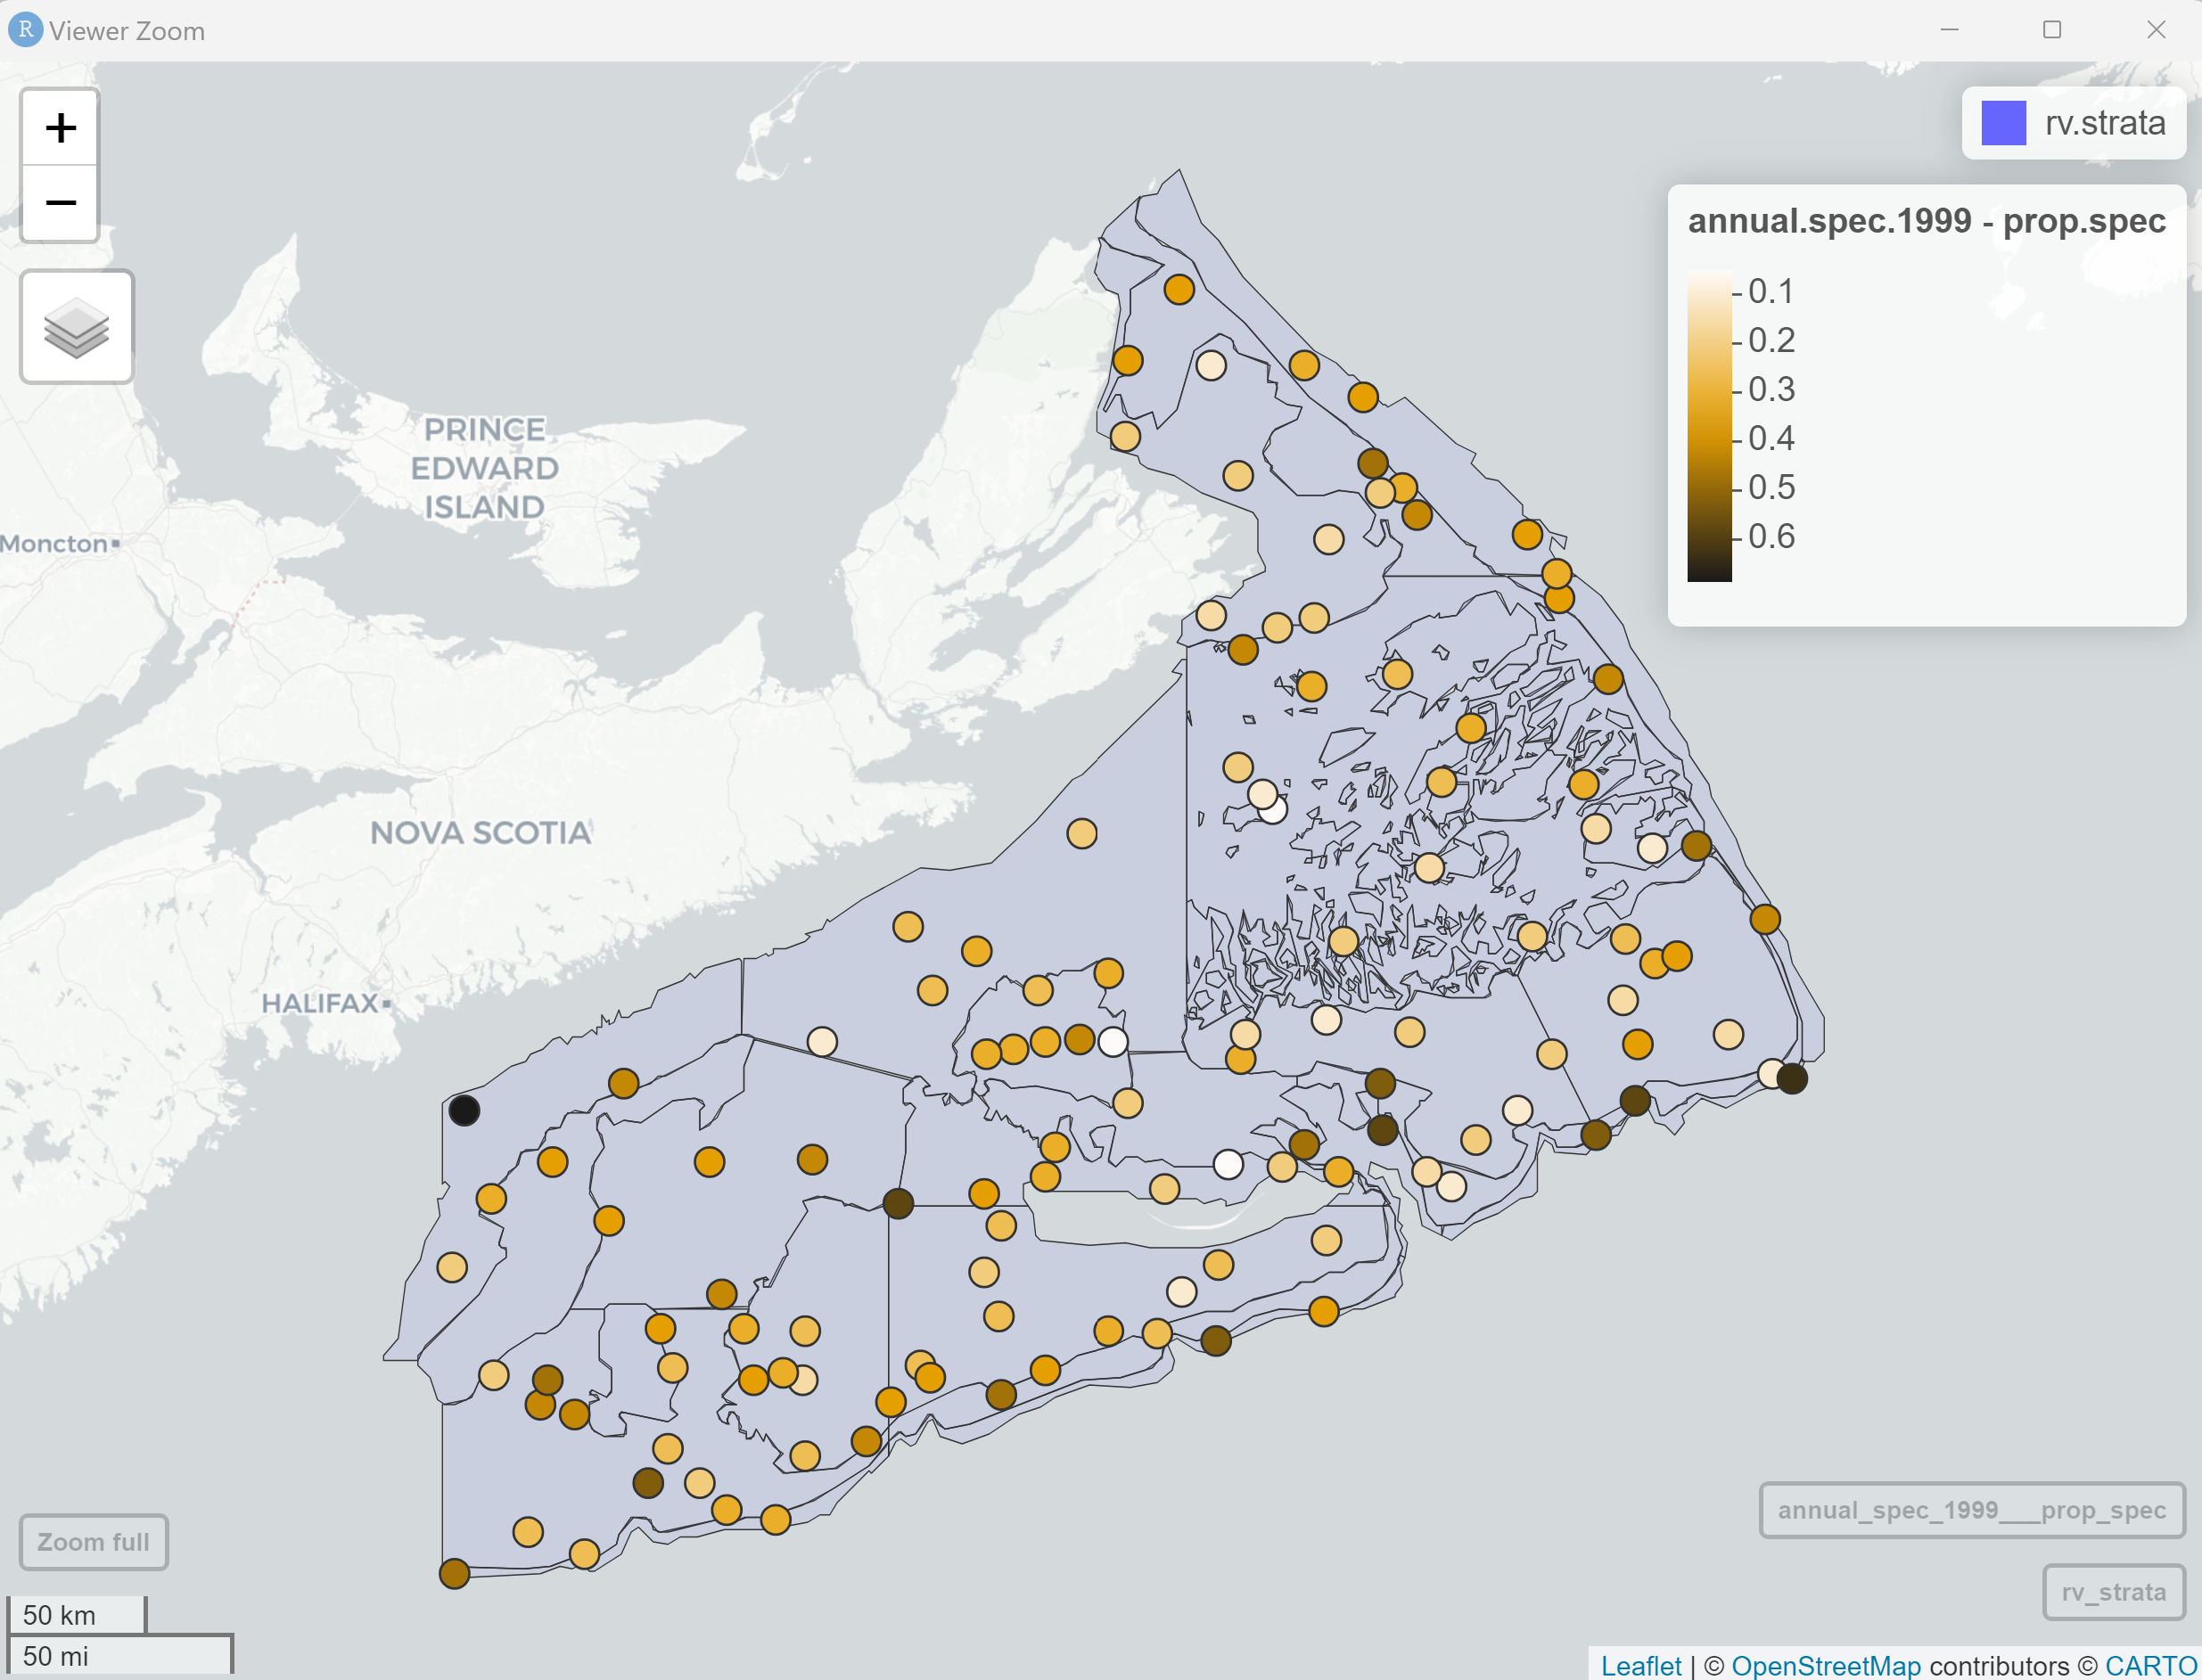 R Viewer Zoom
+
−
rv.strata
annual.spec.1999 - prop.spec
0.1
0.2
0.3
0.4
0.5
0.6
PRINCE
EDWARD
ISLAND
Moncton
NOVA SCOTIA
HALIFAX
annual_spec_1999___prop_spec
Zoom full
rv_strata
50 km
50 mi
Leaflet | © OpenStreetMap contributors © CARTO